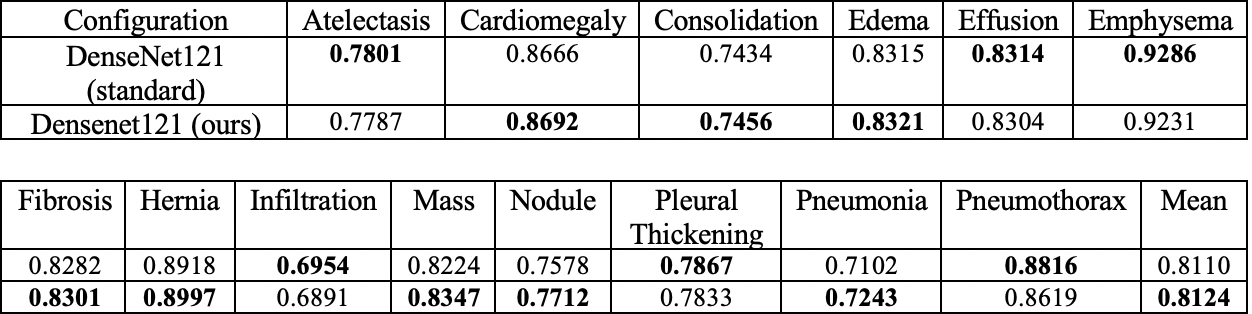 Configuration Atelectasis Cardiomegaly Consolidation Edema Effusion Emphysema
DenseNet121 0.7801 0.8666 0.7434 0.8315 0.8314 0.9286
(standard)
Densenet121 (ours) 0.7787 0.8692 0.7456 0.8321 0.8304 0.9231
Fibrosis Hernia Infiltration Mass Nodule Pleural Pneumonia Pneumothorax Mean
Thickening
0.8282 0.8918 0.6954 0.8224 0.7578 0.7867 0.7102 0.8816 0.8110
0.8301 0.8997 0.6891 0.8347 0.7712 0.7833 0.7243 0.8619 0.8124